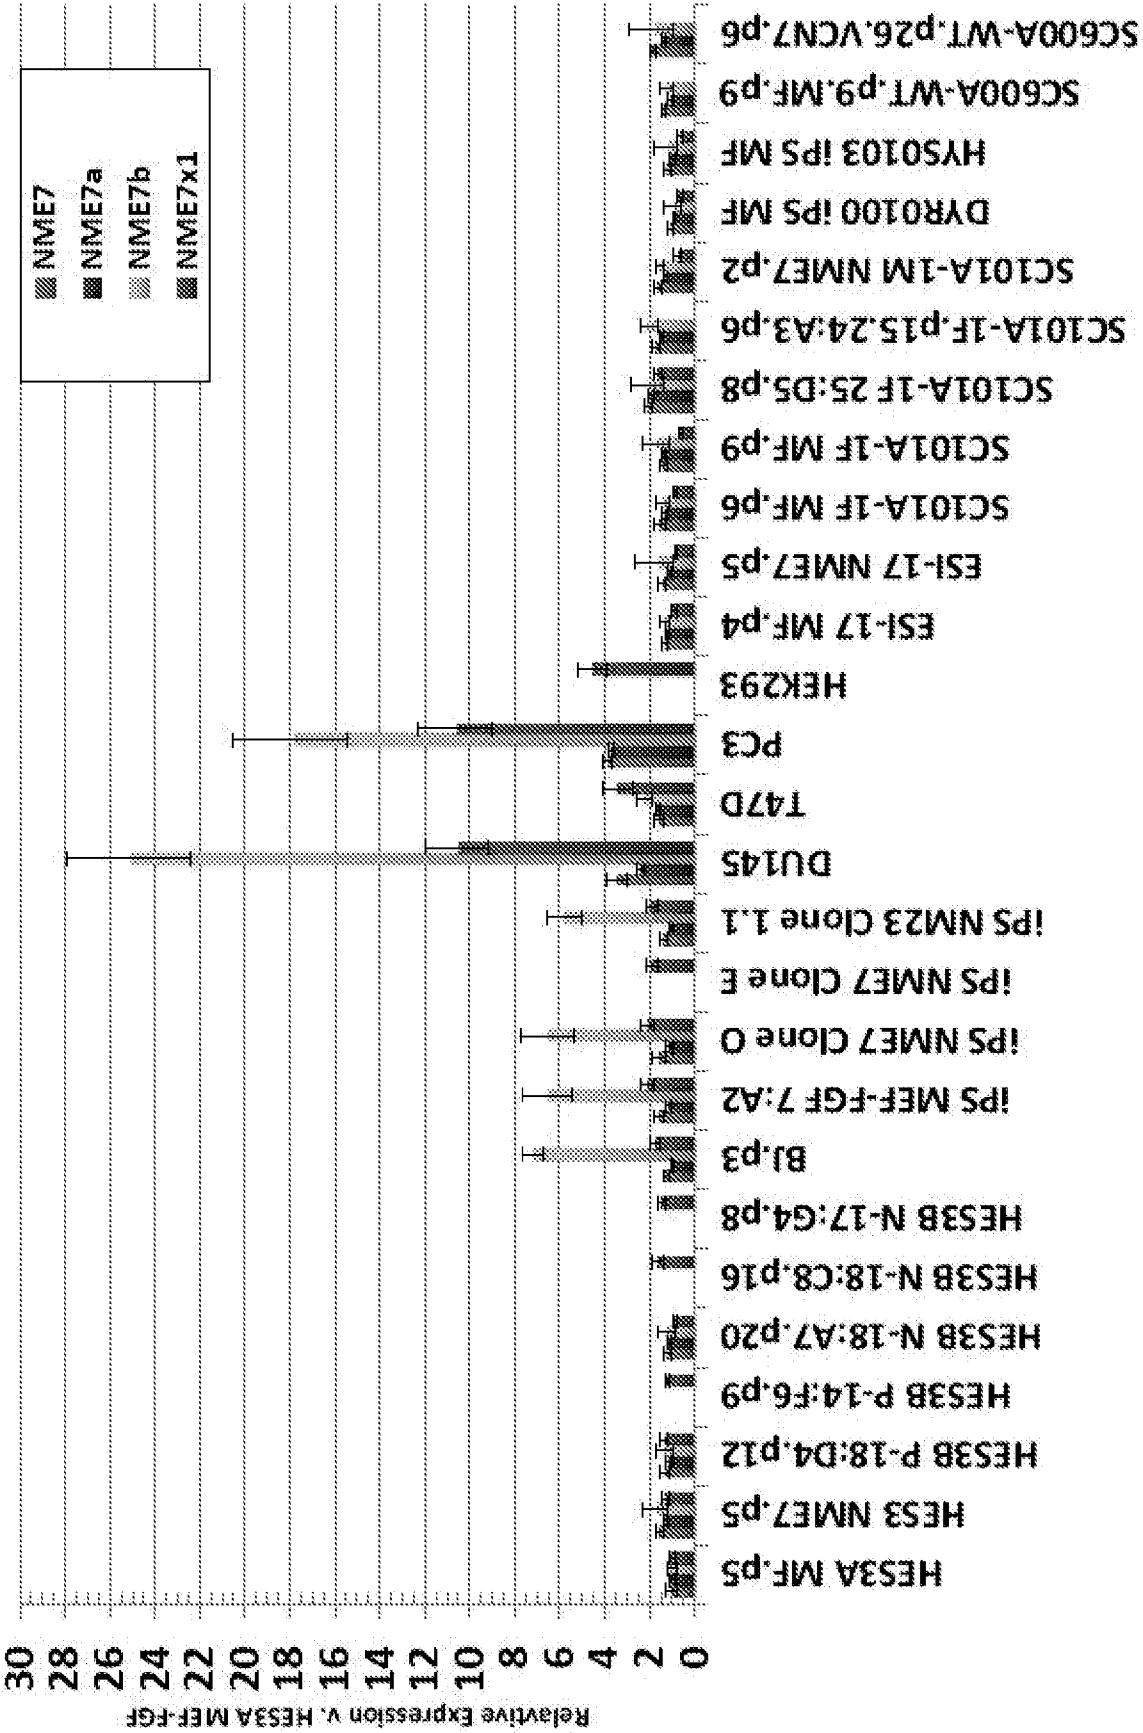 Relavtive Expression v. HES3A MEF-FGF
30
28
26
24
22
20
18
16
14
12
10
8
6
4
2
0
NME7
NME7a
NME7b
NME7x1
HES3A MF.p5
HES3 NME7.p5
HES3B P-18:D4.p12
HES3B P-14:F6.p9
HES3B N-18:A7.p20
HES3B N-18:C8.p16
HES3B N-17:G4.p8
BJ.p3
iPS MEF-FGF 7:A2
iPS NME7 Clone O
iPS NME7 Clone E
iPS NM23 Clone 1.1
DU145
T47D
PC3
HEK293
ESI-17 MF.p4
ESI-17 NME7.p5
SC101A-1F MF.p6
SC101A-1F MF.p9
SC101A-1F 25:D5.p8
SC101A-1F.p15.24:A3.p6
SC101A-1M NME7.p2
DYR0100 iPS MF
HYS0103 iPS MF
SC600A-WT.p9.MF.p9
SC600A-WT.p26.VCN7.p6